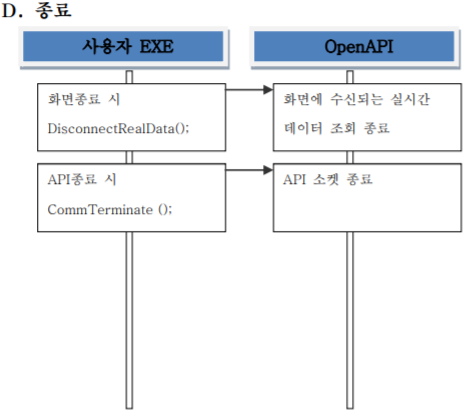 D. 종료
사용자 EXE
OpenAPI
화면종료 시
DisconnectRealData();
화면에 수신되는 실시간
데이터 조회 종료
API종료 시
CommTerminate ();
API 소켓 종료